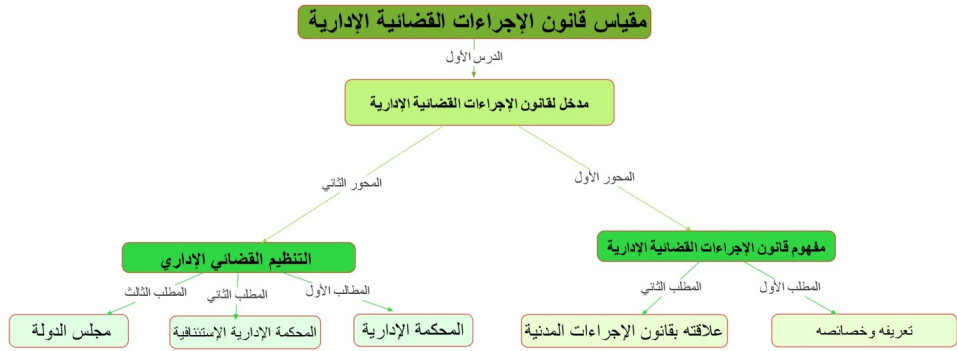 مقياس قانون الإجراءات القضائية الإدارية
الدرس الأول
مدخل لقانون الإجراءات القضائية الإدارية
المحور الأول
المحور الثاني
مفهوم قانون الإجراءات القضائية الإدارية
التنظيم القضائي الإداري
المطلب الأول
المطلب الثاني
المطالب الأول
المطلب الثاني
المطلب الثالث
تعريفه وخصائصه
علاقته بقانون الإجراءات المدنية
المحكمة الإدارية
المحكمة الإدارية الإستئنافية
مجلس الدولة